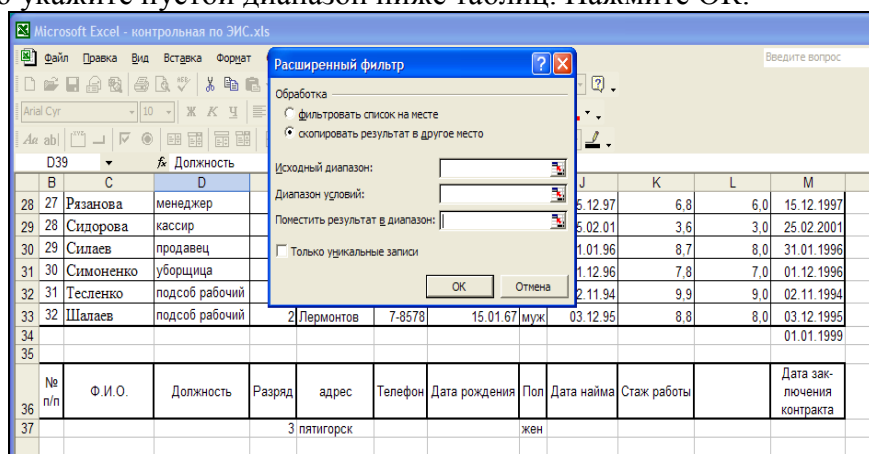 о укажите пустой диапазон ниже таблиц. Нажмите ОК.
Microsoft Excel - контрольная по ЭИС.xls
Файл Правка Вид Вставка Формат
Введите вопрос
Arial Cyr 10 Ж К Ч
Aa ab|
D39 fx Должность
Расширенный фильтр
Обработка
фильтровать список на месте
скопировать результат в другое место
Исходный диапазон:
Диапазон условий:
Поместить результат в диапазон:
Только уникальные записи
ОК Отмена
B C D J K L M
28 27 Рязанова менеджер 5.12.97 6,8 6,0 15.12.1997
29 28 Сидорова кассир 5.02.01 3,6 3,0 25.02.2001
30 29 Силаев продавец 1.01.96 8,7 8,0 31.01.1996
31 30 Симоненко уборщица 1.12.96 7,8 7,0 01.12.1996
32 31 Тесленко подсоб рабочий 2.11.94 9,9 9,0 02.11.1994
33 32 Шалаев подсоб рабочий 2 Лермонтов 7-8578 15.01.67 муж 03.12.95 8,8 8,0 03.12.1995
34 01.01.1999
35
36 № п/п Ф.И.О. Должность Разряд адрес Телефон Дата рождения Пол Дата найма Стаж работы Дата зак-
лючения
контракта
37 3 пятигорск жен